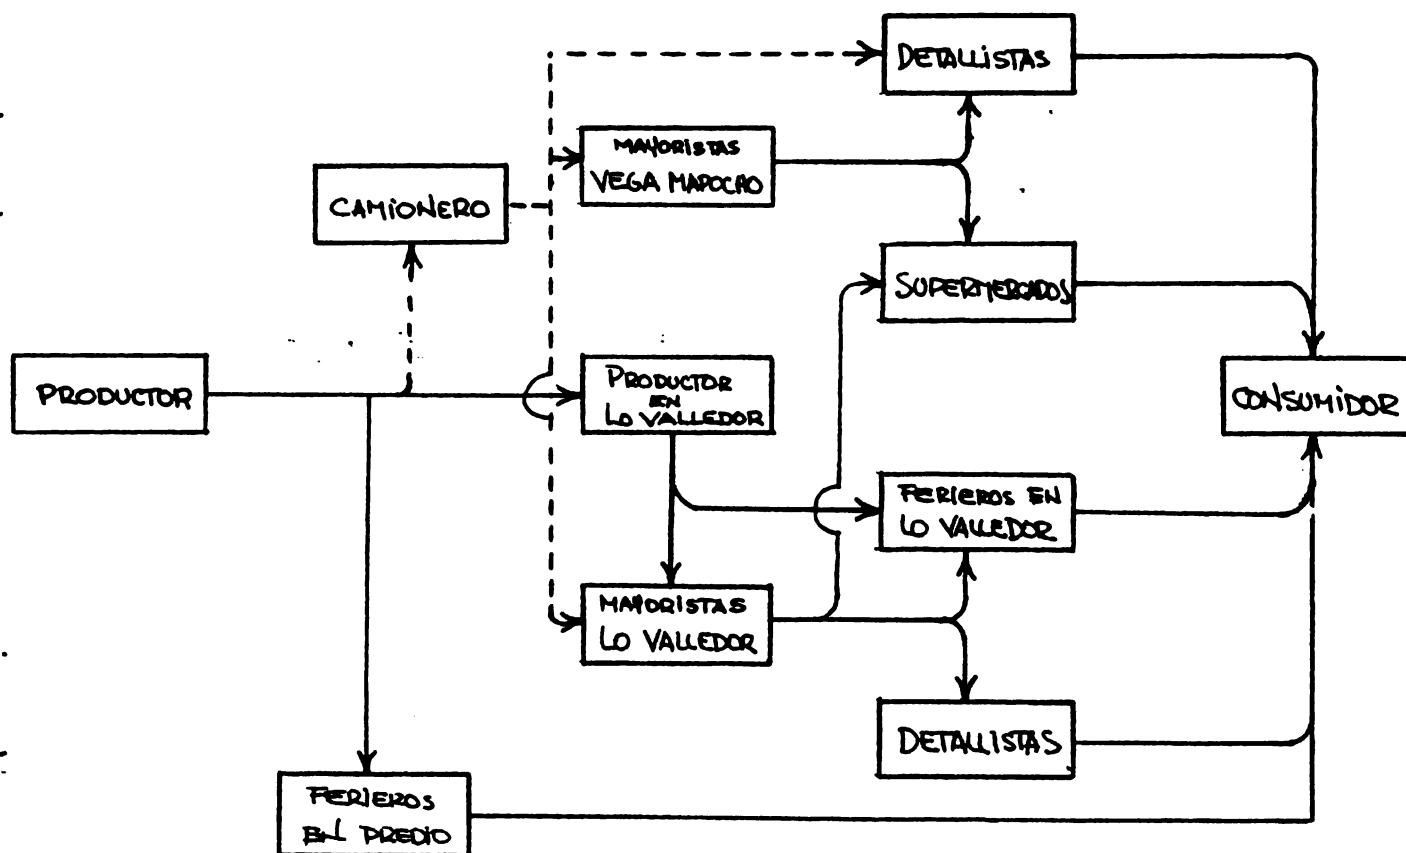 DETALLISTAS
MAYORISTAS
VEGA MAPOCHO
CAMIONERO
SUPERMERCADOS
PRODUCTOR
PRODUCTOR
EN
LO VALLEDOR
CONSUMIDOR
FERIEROS EN
LO VALLEDOR
MAYORISTAS
LO VALLEDOR
DETALLISTAS
FERIEROS
EN PREDIO